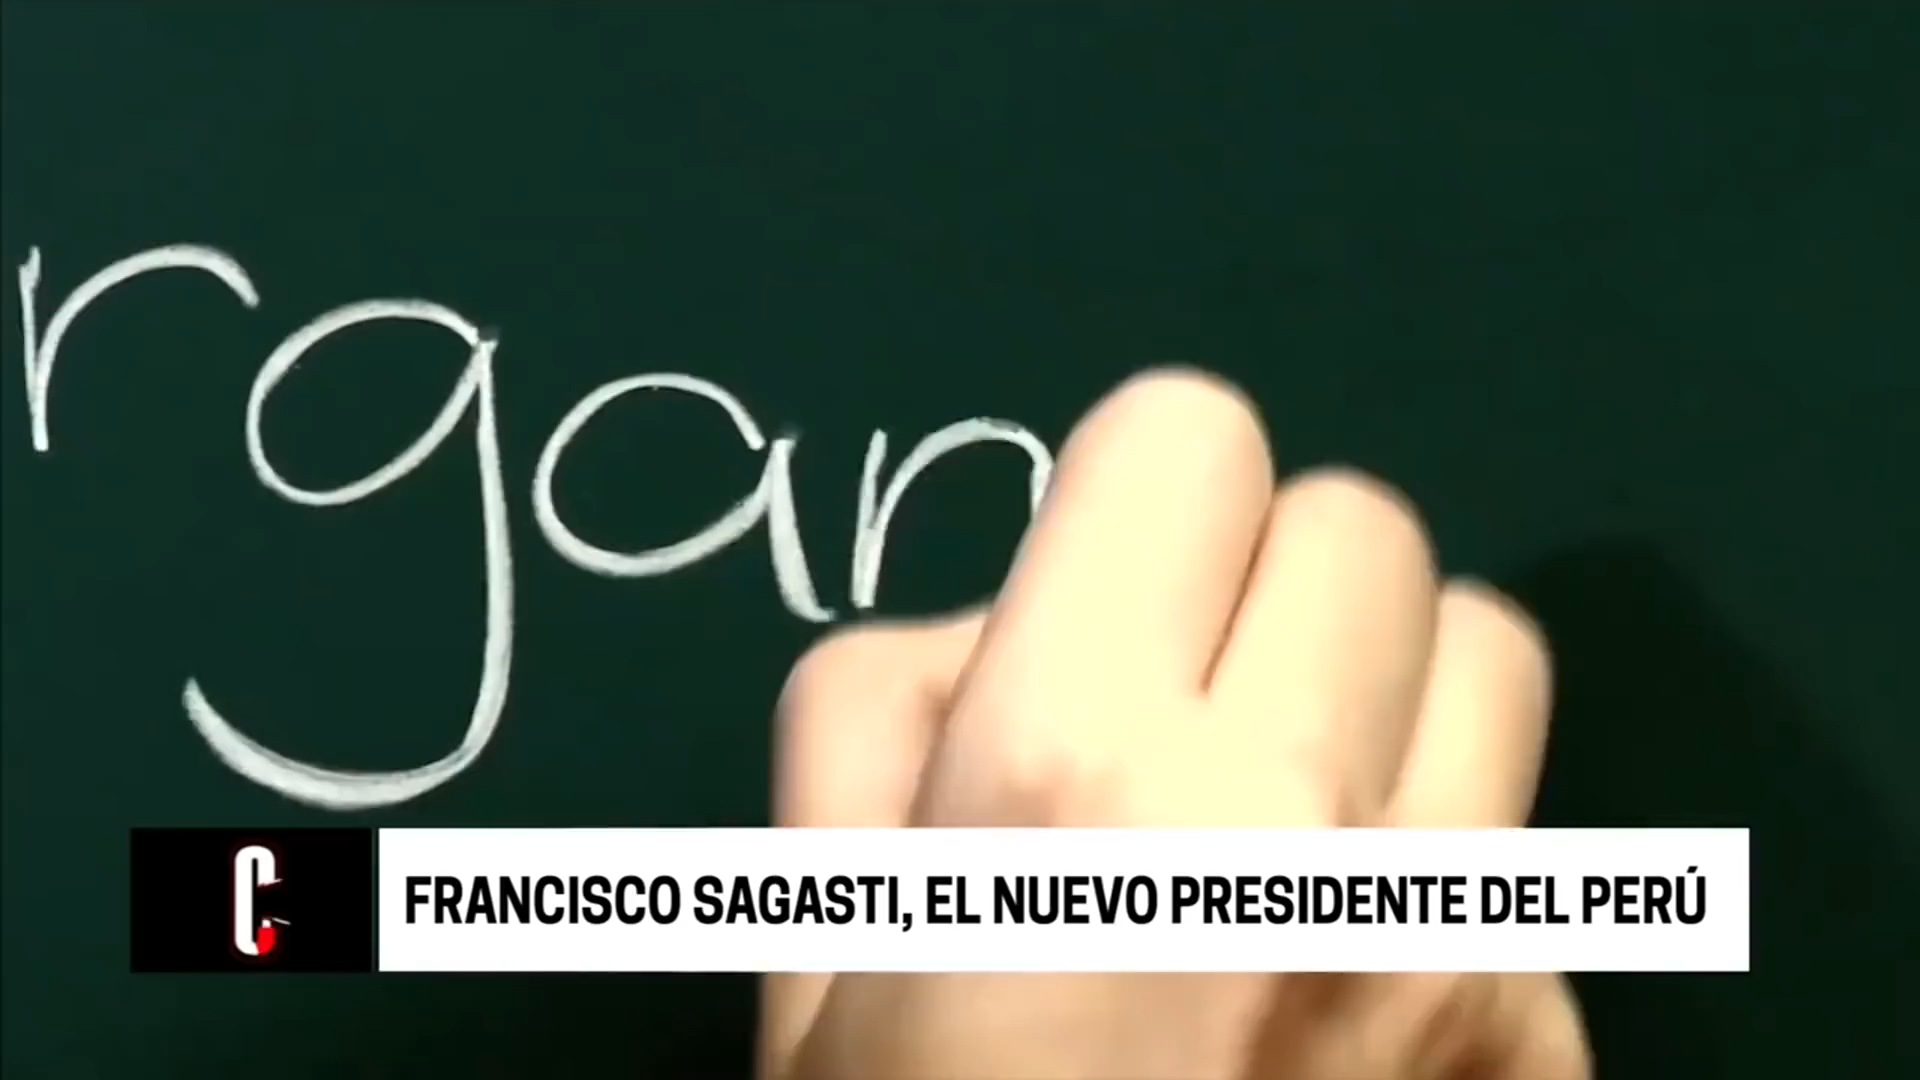 rgan
FRANCISCO SAGASTI, EL NUEVO PRESIDENTE DEL PERÚ